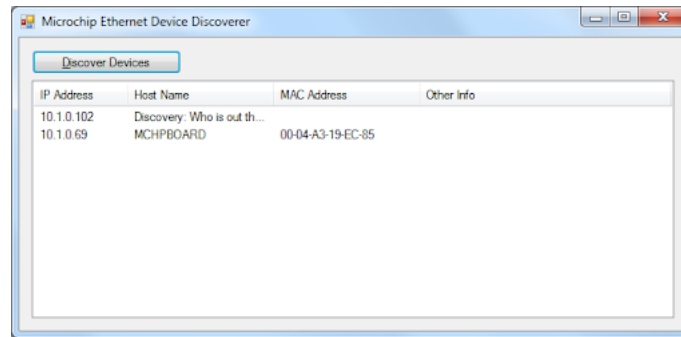 Microchip Ethernet Device Discoverer
Discover Devices
IP Address Host Name MAC Address Other Info
10.1.0.102 Discovery: Who is out th...
10.1.0.69 MCHPBOARD 00-04-A3-19-EC-85